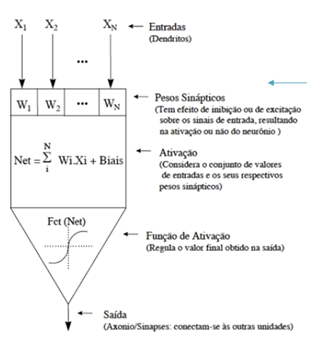 X1 X2 XN Entradas
(Dendritos)
...
W1 W2 ... WN Pesos Sinápticos
(Tem efeito de inibição ou de excitação
sobre os sinais de entrada, resultando
na ativação ou não do neurônio )
N
Net = Σ Wi.Xi + Biais
i
Ativação
(Considera o conjunto de valores
de entradas e os seus respectivos
pesos sinápticos)
Fct (Net)
Função de Ativação
(Regula o valor final obtido na saída)
Saída
(Axonio/Sinapses: conectam-se às outras unidades)